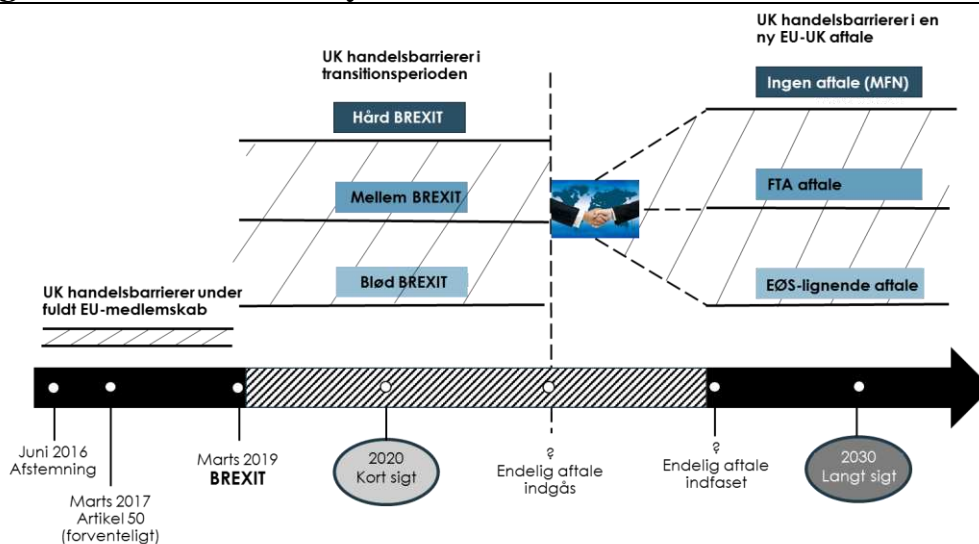 UK handelsbarrierer i
transitionsperioden
Hård BREXIT
Mellem BREXIT
Blød BREXIT
UK handelsbarrierer i en
ny EU-UK aftale
Ingen aftale (MFN)
FTA aftale
EØS-lignende aftale
UK handelsbarrierer under
fuldt EU-medlemskab
Juni 2016
Afstemning
Marts 2017
Artikel 50
(forventeligt)
Marts 2019
BREXIT
2020
Kort sigt
?
Endelig aftale
indgås
?
Endelig aftale
indfaset
2030
Langt sigt